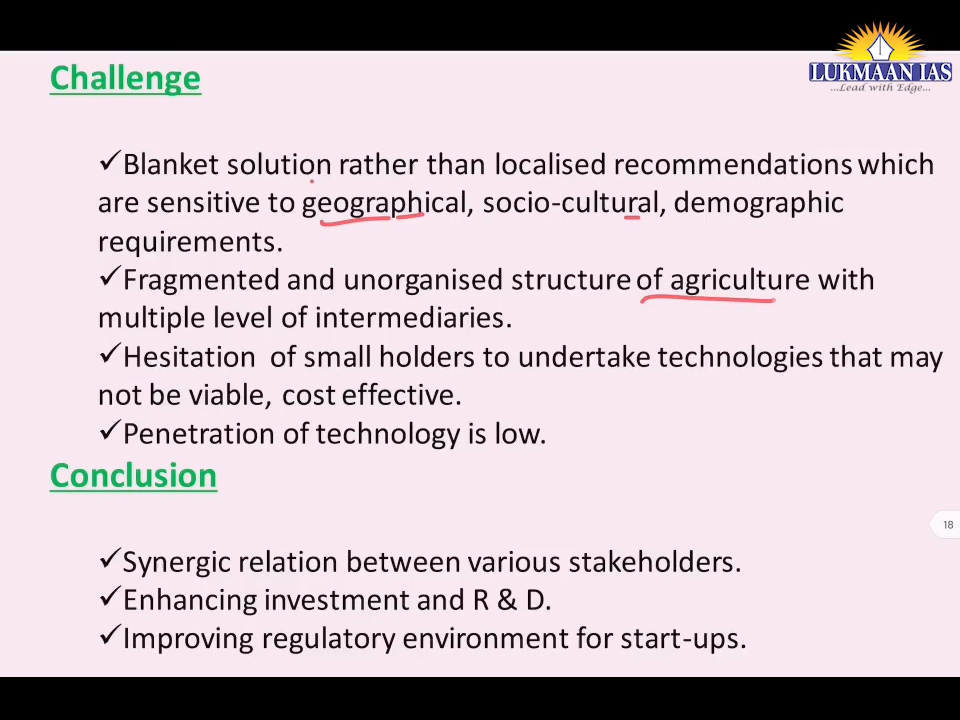 LUKMAAN IAS
...Lead with Edge...
Challenge
✓Blanket solution rather than localised recommendations which
are sensitive to geographical, socio-cultural, demographic
requirements.
✓Fragmented and unorganised structure of agriculture with
multiple level of intermediaries.
✓Hesitation of small holders to undertake technologies that may
not be viable, cost effective.
✓Penetration of technology is low.
Conclusion
18
✓Synergic relation between various stakeholders.
✓Enhancing investment and R & D.
✓Improving regulatory environment for start-ups.